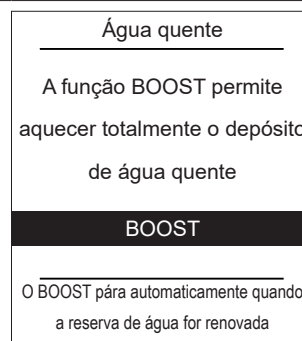 Água quente
A função BOOST permite
aquecer totalmente o depósito
de água quente
BOOST
O BOOST pára automaticamente quando
a reserva de água for renovada